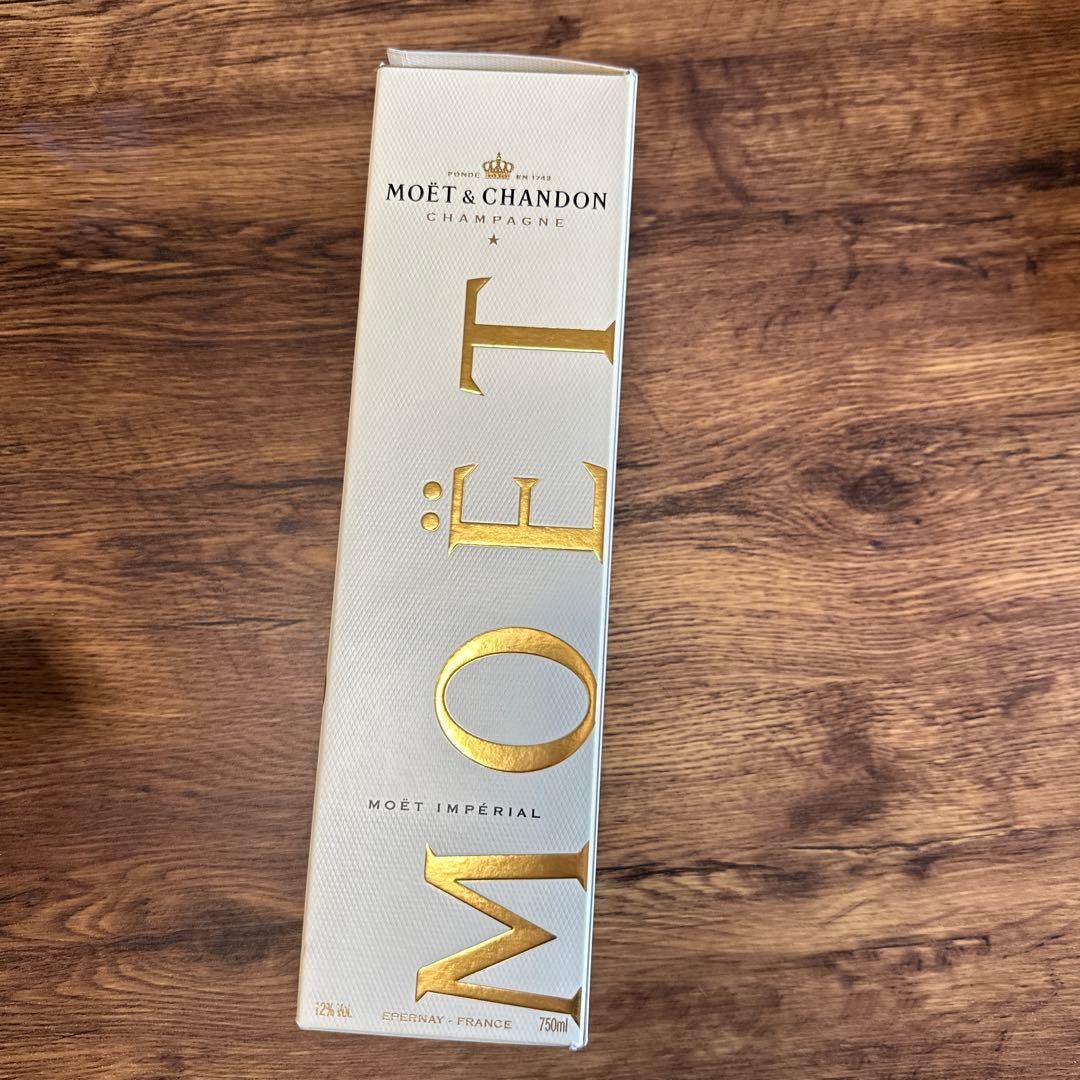 FONDÉ EN 1743
MOËT & CHANDON
CHAMPAGNE
MOËT
MOËT IMPÉRIAL
12% Vol.
EPERNAY - FRANCE
750ml